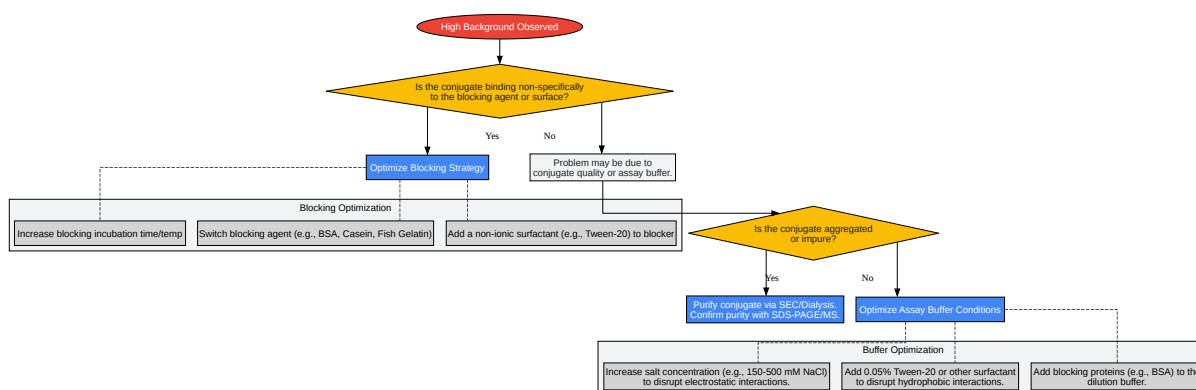 High Background Observed
Is the conjugate binding non-specifically
to the blocking agent or surface?
Yes
No
Optimize Blocking Strategy
Problem may be due to
conjugate quality or assay buffer.
Blocking Optimization
Increase blocking incubation time/temp
Switch blocking agent (e.g., BSA, Casein, Fish Gelatin)
Add a non-ionic surfactant (e.g., Tween-20) to blocker
Is the conjugate aggregated
or impure?
Yes
No
Purify conjugate via SEC/Dialysis.
Confirm purity with SDS-PAGE/MS.
Optimize Assay Buffer Conditions
Buffer Optimization
Increase salt concentration (e.g., 150-500 mM NaCl)
to disrupt electrostatic interactions.
Add 0.05% Tween-20 or other surfactant
to disrupt hydrophobic interactions.
Add blocking proteins (e.g., BSA) to the
dilution buffer.